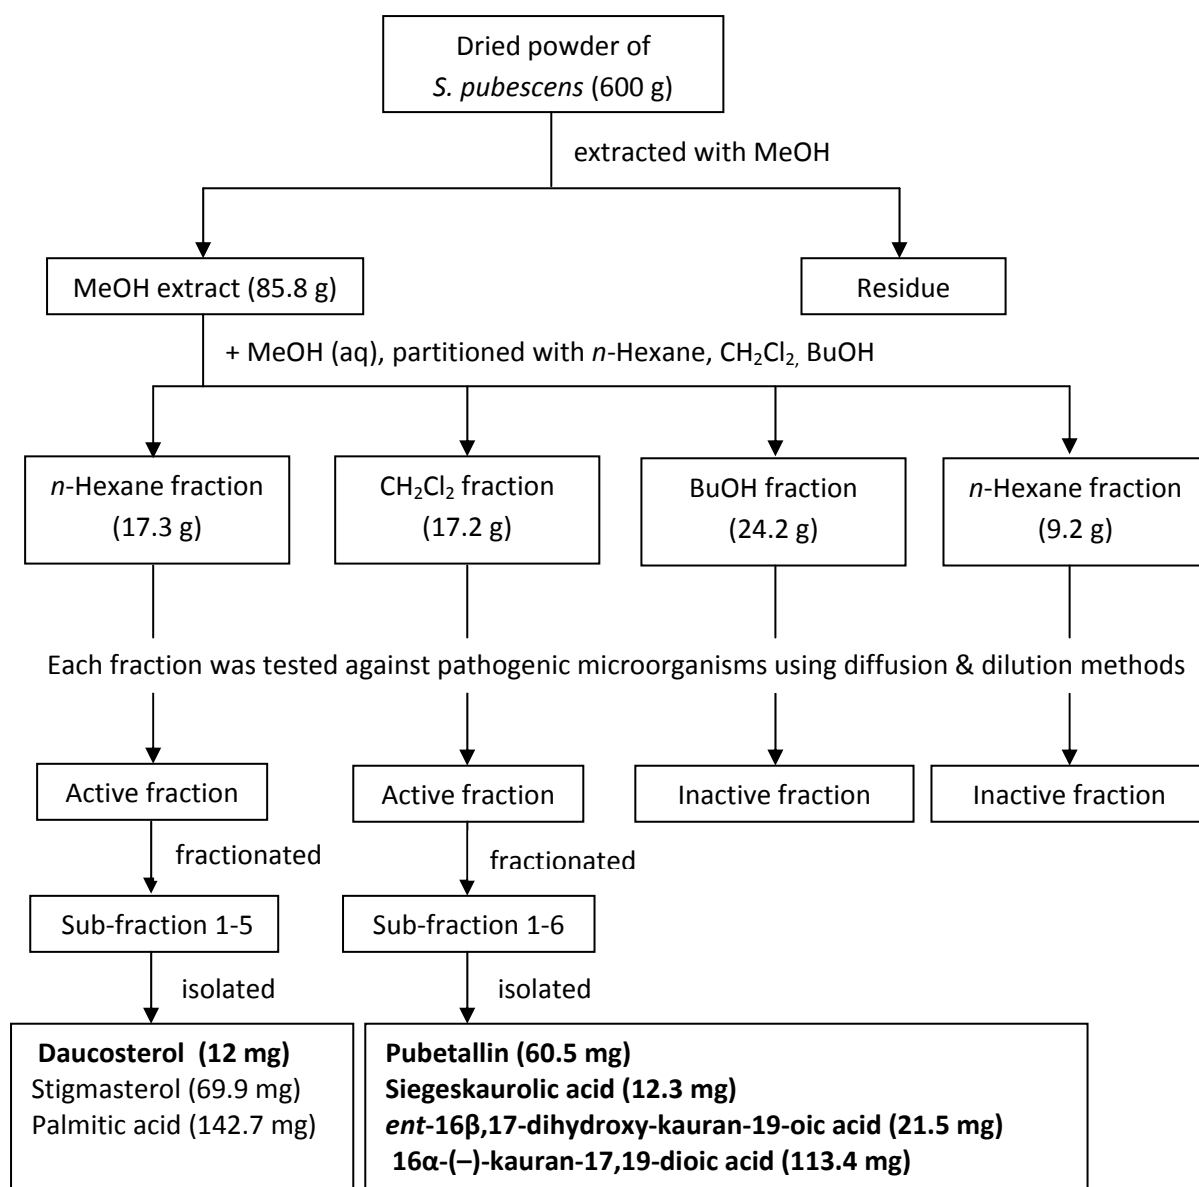 Dried powder of
S. pubescens (600 g)
extracted with MeOH
MeOH extract (85.8 g)
Residue
+ MeOH (aq), partitioned with n-Hexane, CH₂Cl₂, BuOH
n-Hexane fraction
(17.3 g)
CH₂Cl₂ fraction
(17.2 g)
BuOH fraction
(24.2 g)
n-Hexane fraction
(9.2 g)
Each fraction was tested against pathogenic microorganisms using diffusion & dilution methods
Active fraction
Active fraction
Inactive fraction
Inactive fraction
fractionated
fractionated
Sub-fraction 1-5
Sub-fraction 1-6
isolated
isolated
Daucosterol (12 mg)
Stigmasterol (69.9 mg)
Palmitic acid (142.7 mg)
Pubetallin (60.5 mg)
Siegeskaurolic acid (12.3 mg)
ent-16β,17-dihydroxy-kauran-19-oic acid (21.5 mg)
16α-(–)-kauran-17,19-dioic acid (113.4 mg)